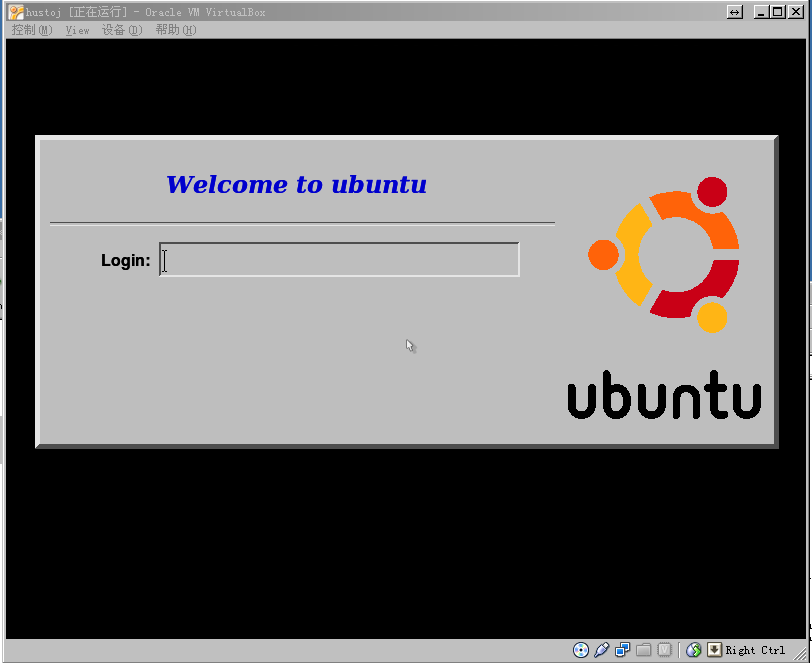 hustoj [正在运行] - Oracle VM VirtualBox
控制(M) View 设备(D) 帮助(H)
Welcome to ubuntu
Login:
ubuntu
Right Ctrl